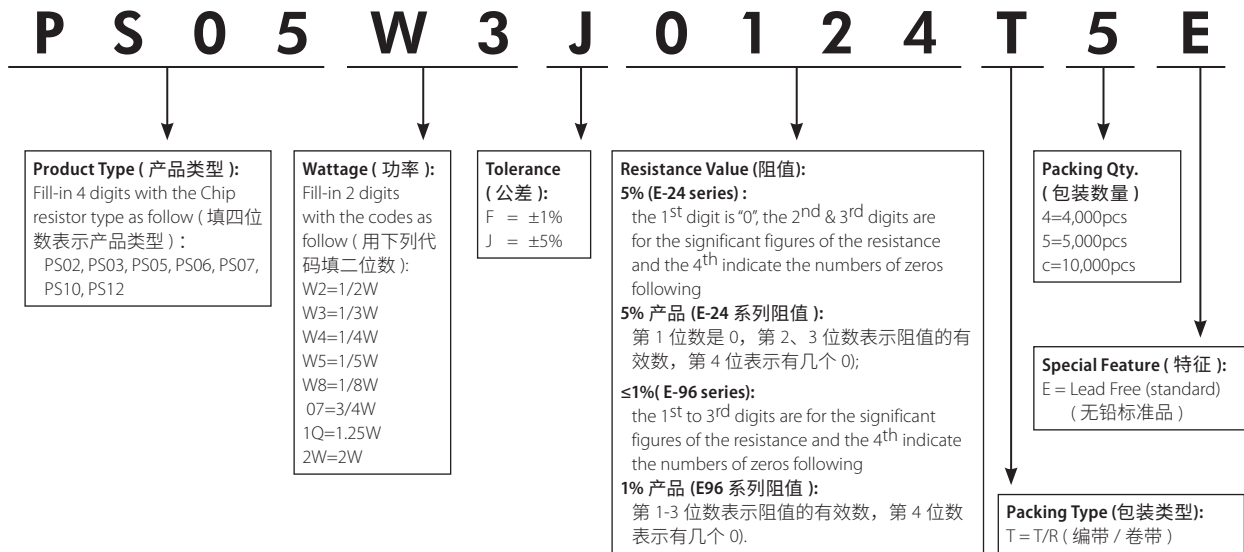 P S 0 5 W 3 J 0 1 2 4 T 5 E
Product Type ( 产品类型 ):
Fill-in 4 digits with the Chip
resistor type as follow ( 填四位
数表示产品类型 ) :
PS02, PS03, PS05, PS06, PS07,
PS10, PS12
Wattage ( 功率 ):
Fill-in 2 digits
with the codes as
follow ( 用下列代
码填二位数 ):
W2=1/2W
W3=1/3W
W4=1/4W
W5=1/5W
W8=1/8W
07=3/4W
1Q=1.25W
2W=2W
Tolerance
( 公差 ):
F = ±1%
J = ±5%
Resistance Value (阻值):
5% (E-24 series) :
the 1st digit is "0", the 2nd & 3rd digits are
for the significant figures of the resistance
and the 4th indicate the numbers of zeros
following
5% 产品 (E-24 系列阻值 ):
第 1 位数是 0，第 2、3 位数表示阻值的有
效数，第 4 位表示有几个 0);
≤1%( E-96 series):
the 1st to 3rd digits are for the significant
figures of the resistance and the 4th indicate
the numbers of zeros following
1% 产品 (E96 系列阻值 ):
第 1-3 位数表示阻值的有效数，第 4 位数
表示有几个 0).
Packing Qty.
( 包装数量 )
4=4,000pcs
5=5,000pcs
c=10,000pcs
Special Feature ( 特征 ):
E = Lead Free (standard)
( 无铅标准品 )
Packing Type (包装类型):
T = T/R ( 编带 / 卷带 )